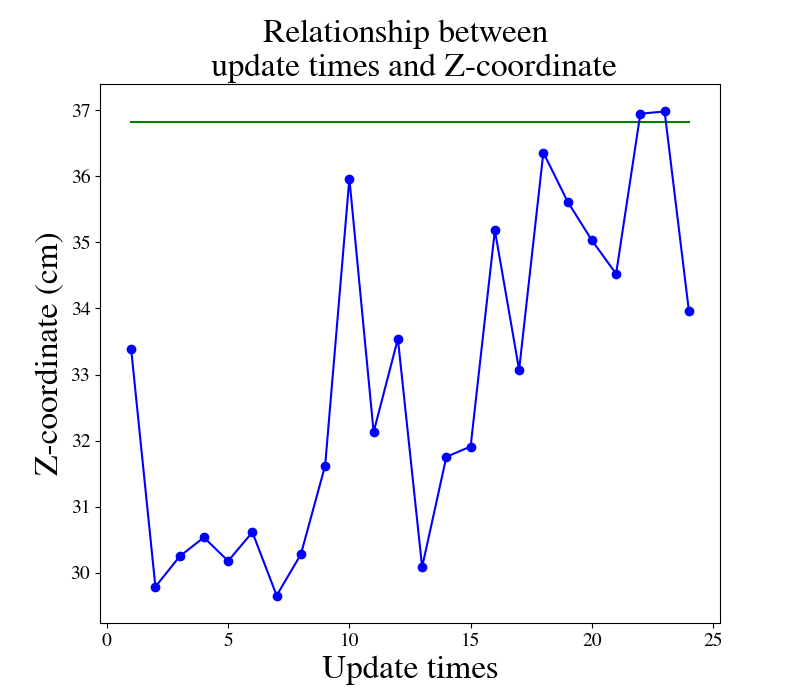 Relationship between
update times and Z-coordinate
Z-coordinate (cm)
37
36
35
34
33
32
31
30
0 5 10 15 20 25
Update times